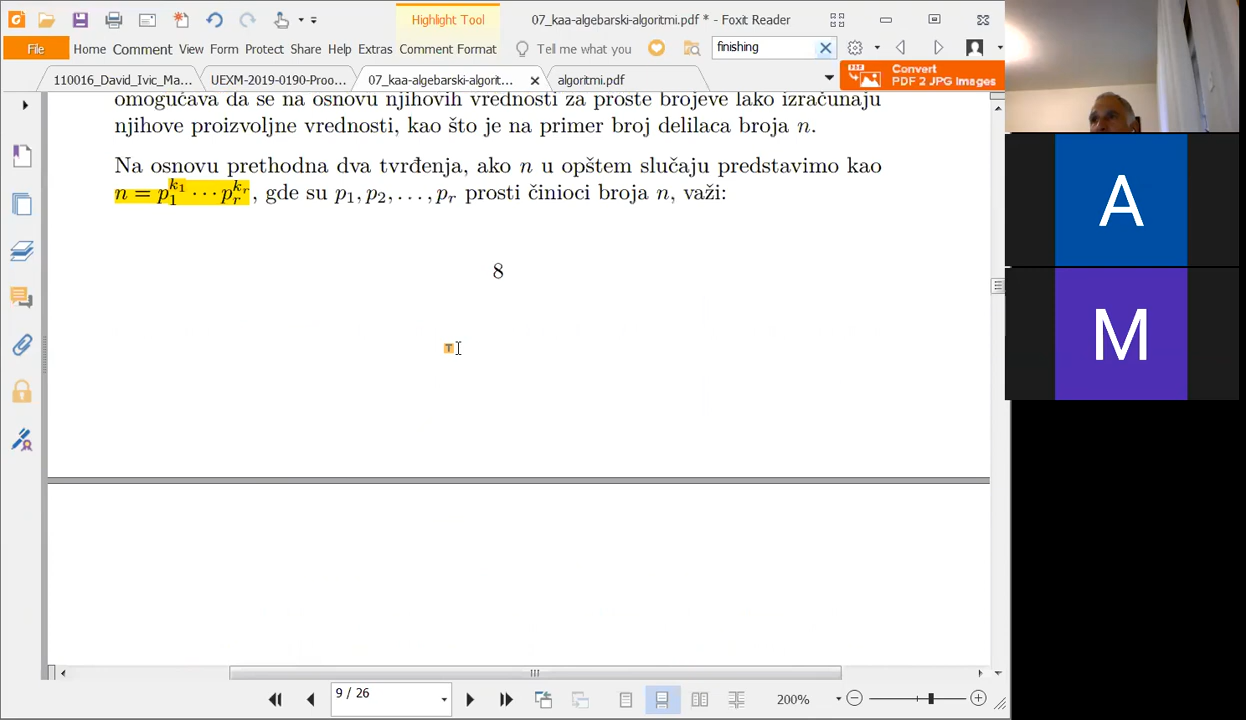 Highlight Tool
07_kaa-algebarski-algoritmi.pdf * - Foxit Reader
File Home Comment View Form Protect Share Help Extras Comment Format Tell me what you finishing
110016_David_Ivic_Ma... UEXM-2019-0190-Proo... 07_kaa-algebarski-algorit... algoritmi.pdf
Convert
PDF 2 JPG Images
omogućava da se na osnovu njihovih vrednosti za proste brojeve lako izračunaju
njihove proizvoljne vrednosti, kao što je na primer broj delilaca broja n.
Na osnovu prethodna dva tvrđenja, ako n u opštem slučaju predstavimo kao
n = p₁^{k₁} ⋯ pᵣ^{kᵣ}, gde su p₁, p₂, . . . , pᵣ prosti činioci broja n, važi:
8
A
M
9 / 26
200%